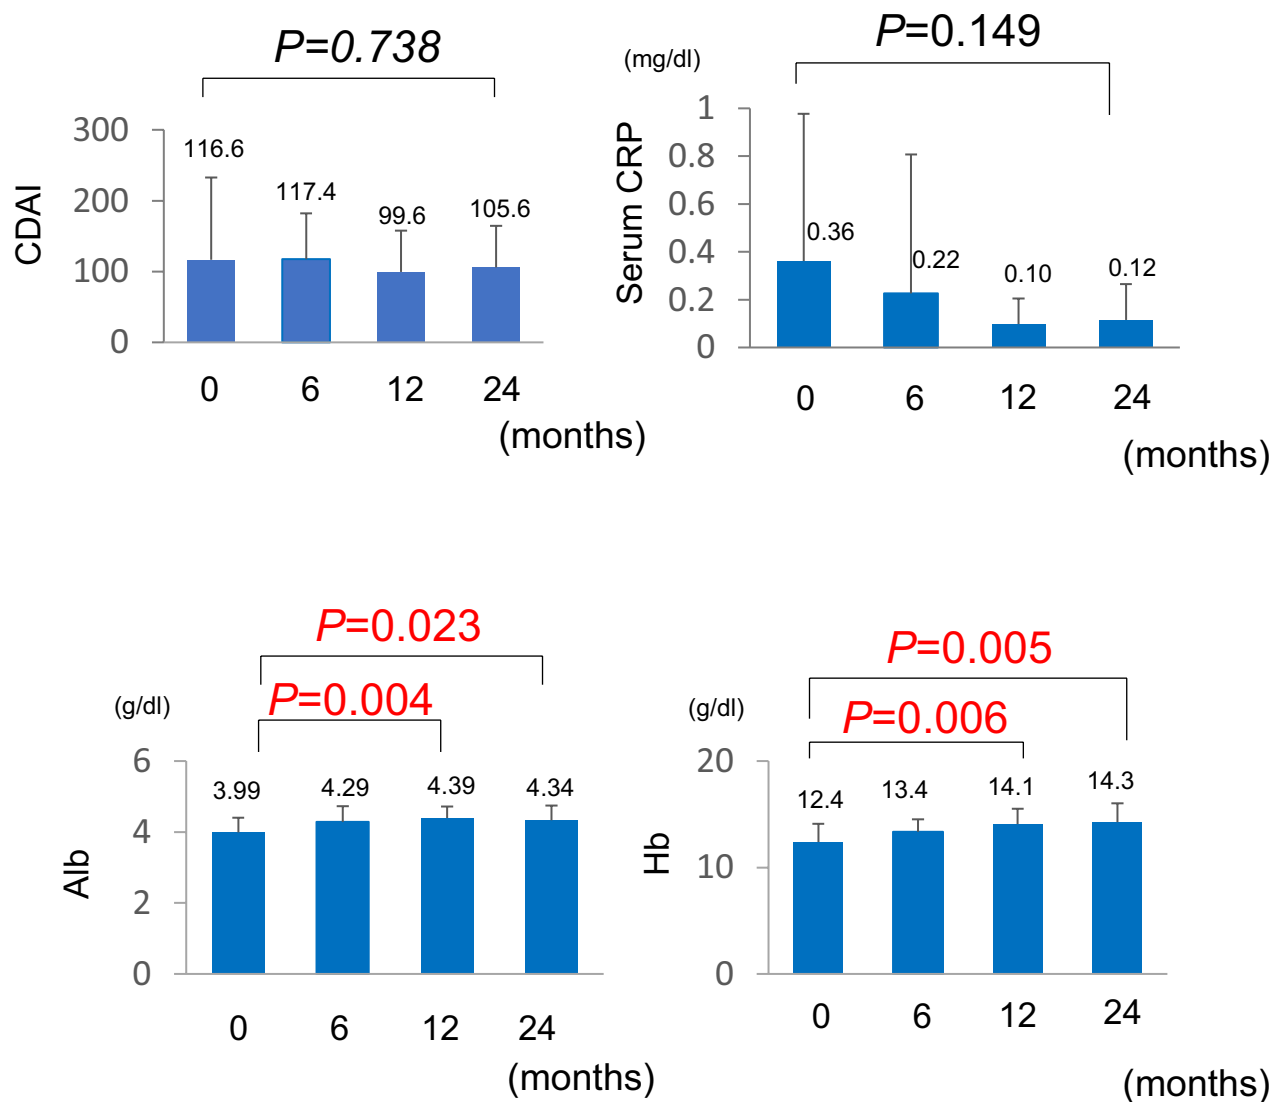 P=0.738
CDAI
300
200
100
0
116.6
117.4
99.6
105.6
0 6 12 24
(months)
P=0.149
(mg/dl)
Serum CRP
1
0.8
0.6
0.4
0.2
0
0.36
0.22
0.10
0.12
0 6 12 24
(months)
P=0.023
P=0.004
(g/dl)
Alb
6
4
2
0
3.99
4.29
4.39
4.34
0 6 12 24
(months)
P=0.005
P=0.006
(g/dl)
Hb
20
10
0
12.4
13.4
14.1
14.3
0 6 12 24
(months)